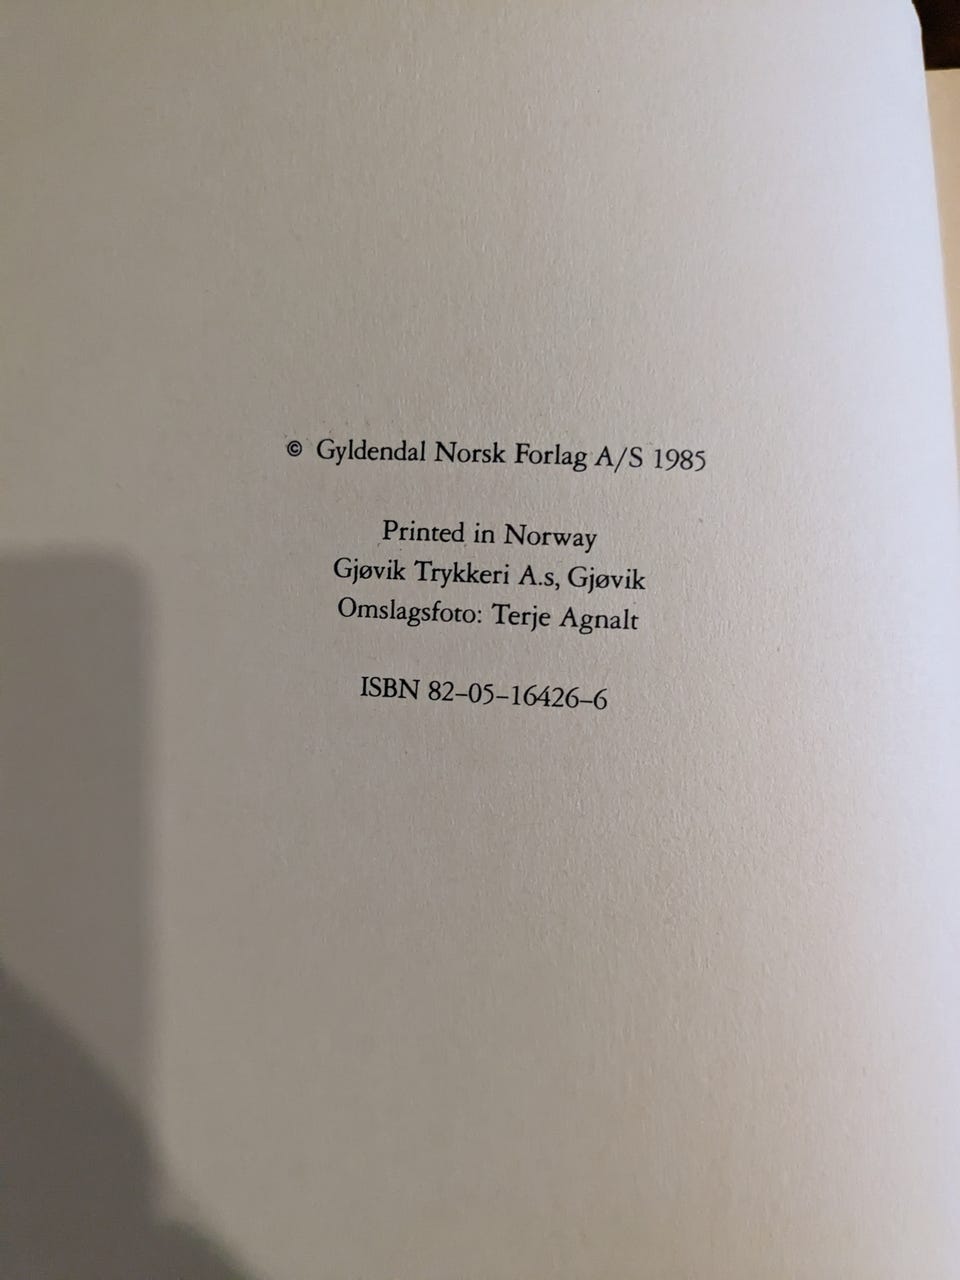 © Gyldendal Norsk Forlag A/S 1985
Printed in Norway
Gjøvik Trykkeri A.s, Gjøvik
Omslagsfoto: Terje Agnalt
ISBN 82–05–16426–6